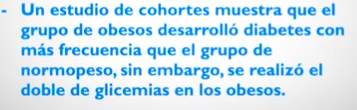 - Un estudio de cohortes muestra que el
grupo de obesos desarrolló diabetes con
más frecuencia que el grupo de
normopeso, sin embargo, se realizó el
doble de glicemias en los obesos.